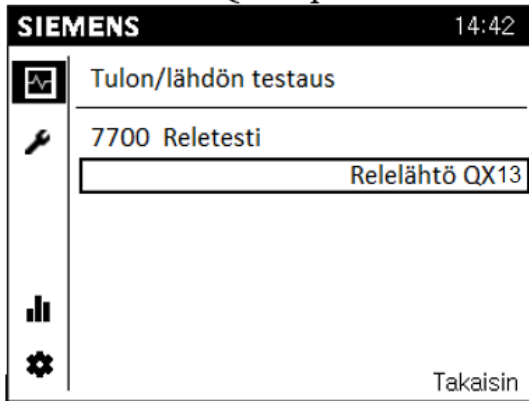 SIEMENS 14:42
Tulon/lähdön testaus
7700 Reletesti
Relelähtö QX13
Takaisin